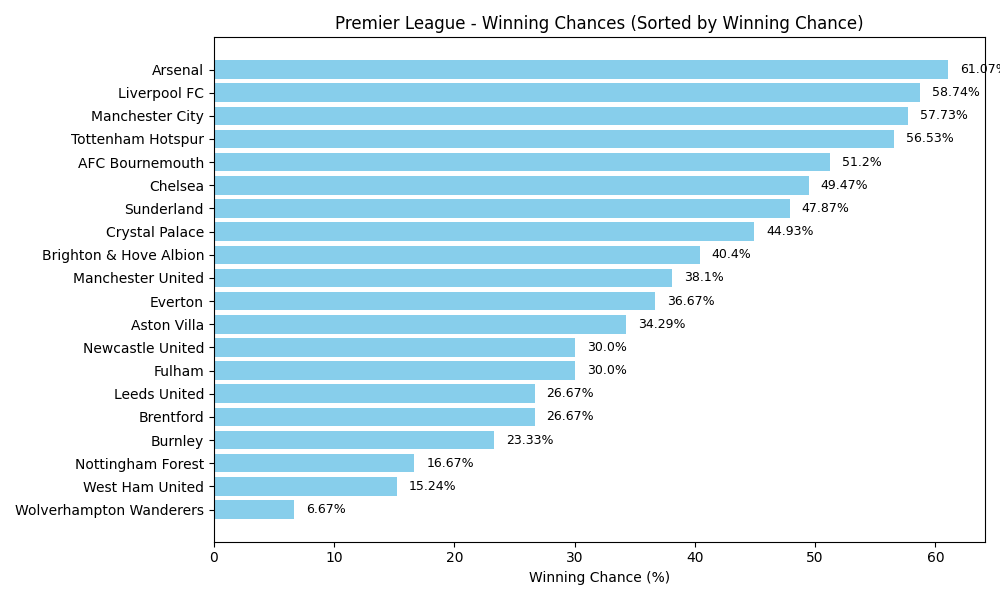 Premier League - Winning Chances (Sorted by Winning Chance)
Arsenal 61.07%
Liverpool FC 58.74%
Manchester City 57.73%
Tottenham Hotspur 56.53%
AFC Bournemouth 51.2%
Chelsea 49.47%
Sunderland 47.87%
Crystal Palace 44.93%
Brighton & Hove Albion 40.4%
Manchester United 38.1%
Everton 36.67%
Aston Villa 34.29%
Newcastle United 30.0%
Fulham 30.0%
Leeds United 26.67%
Brentford 26.67%
Burnley 23.33%
Nottingham Forest 16.67%
West Ham United 15.24%
Wolverhampton Wanderers 6.67%
0 10 20 30 40 50 60
Winning Chance (%)